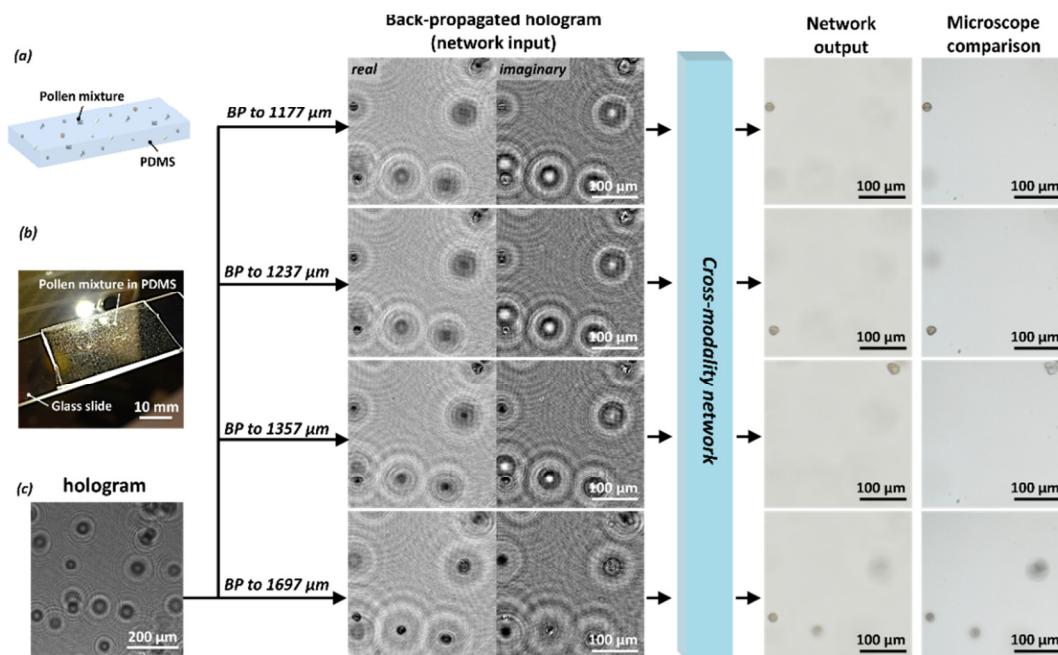 Back-propagated hologram
(network input)
Network
output
Microscope
comparison
(a)
Pollen mixture
PDMS
(b)
Pollen mixture in PDMS
Glass slide
10 mm
(c)
hologram
200 µm
real
imaginary
BP to 1177 µm
100 µm
100 µm
100 µm
BP to 1237 µm
100 µm
100 µm
100 µm
BP to 1357 µm
100 µm
100 µm
100 µm
BP to 1697 µm
100 µm
100 µm
100 µm
Cross-modality network